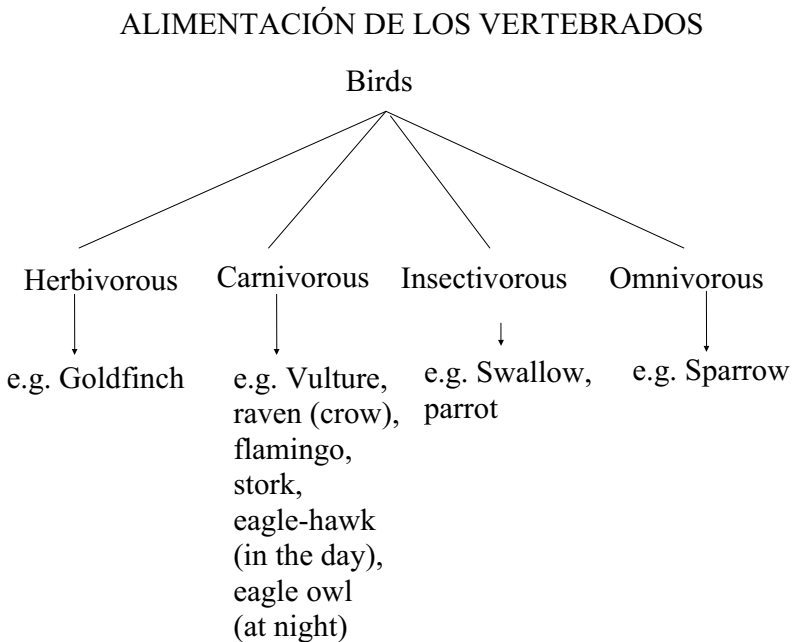 ALIMENTACIÓN DE LOS VERTEBRADOS
Birds
Herbivorous
Carnivorous
Insectivorous
Omnivorous
e.g. Goldfinch
e.g. Vulture,
raven (crow),
flamingo,
stork,
eagle-hawk
(in the day),
eagle owl
(at night)
e.g. Swallow,
parrot
e.g. Sparrow